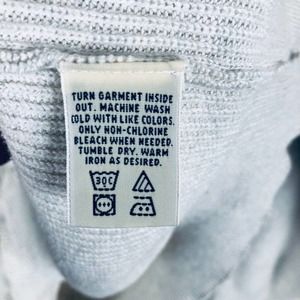 TURN GARMENT INSIDE
OUT. MACHINE WASH
COLD WITH LIKE COLORS.
ONLY NON-CHLORINE
BLEACH WHEN NEEDED.
TUMBLE DRY. WARM
IRON AS DESIRED.
30C